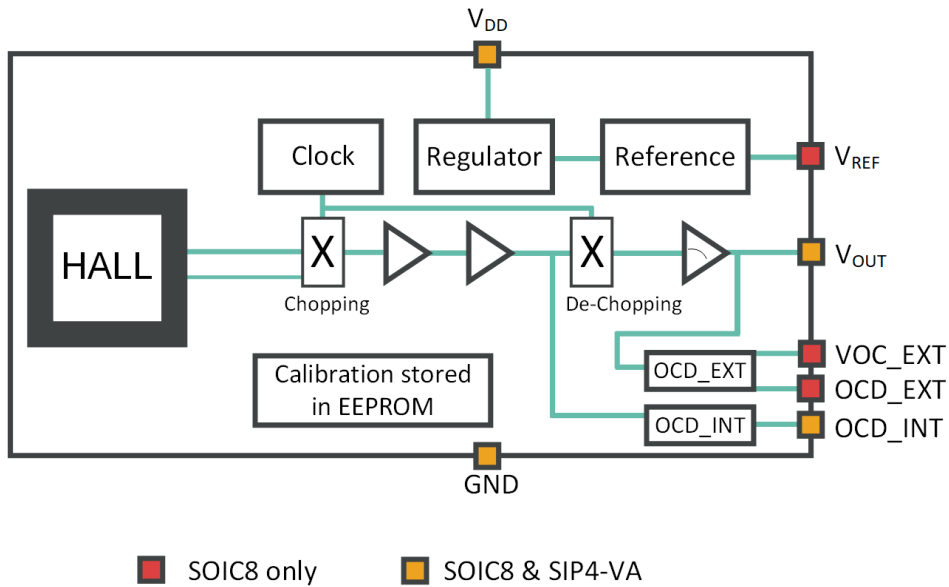 VDD
Clock
Regulator
Reference
VREF
HALL
X
X
VOUT
Chopping
De-Chopping
VOC_EXT
OCD_EXT
OCD_EXT
Calibration stored
in EEPROM
OCD_INT
OCD_INT
GND
SOIC8 only
SOIC8 & SIP4-VA